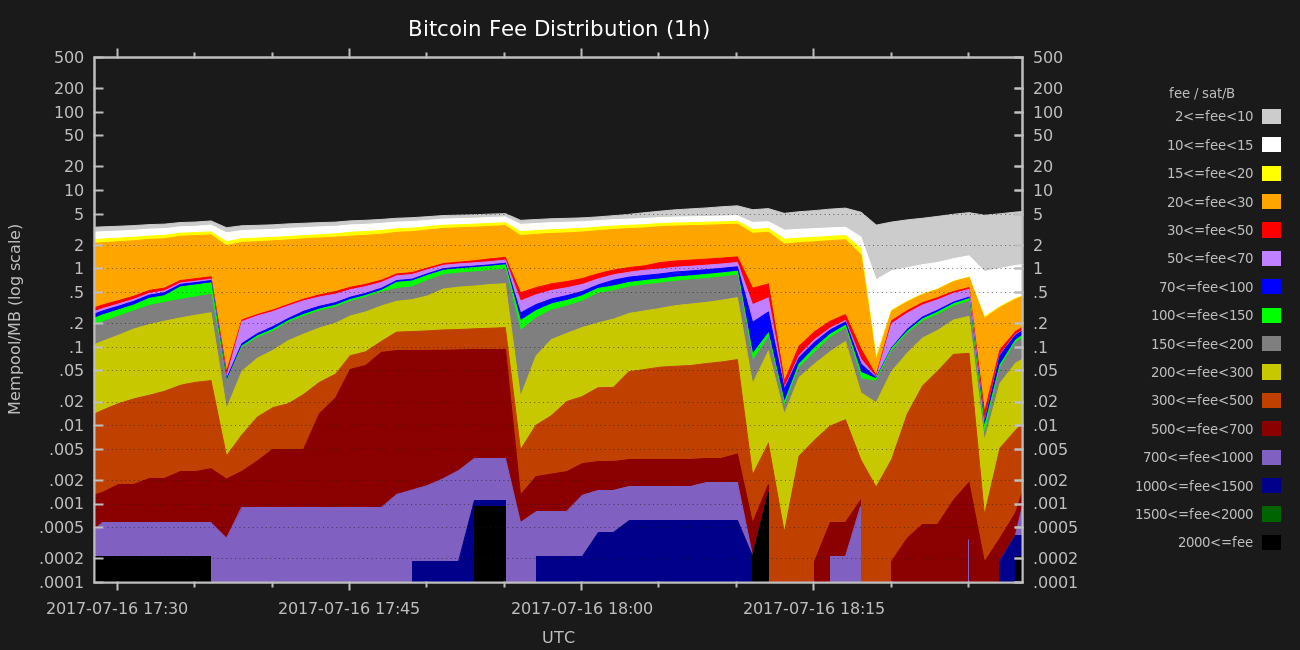 Bitcoin Fee Distribution (1h)
500
200
100
50
20
10
5
2
1
.5
.2
.1
.05
.02
.01
.005
.002
.001
.0005
.0002
.0001
Mempool/MB (log scale)
500
200
100
50
20
10
5
2
1
.5
.2
.1
.05
.02
.01
.005
.002
.001
.0005
.0002
.0001
2017-07-16 17:30
2017-07-16 17:45
2017-07-16 18:00
2017-07-16 18:15
UTC
fee / sat/B
2<=fee<10
10<=fee<15
15<=fee<20
20<=fee<30
30<=fee<50
50<=fee<70
70<=fee<100
100<=fee<150
150<=fee<200
200<=fee<300
300<=fee<500
500<=fee<700
700<=fee<1000
1000<=fee<1500
1500<=fee<2000
2000<=fee